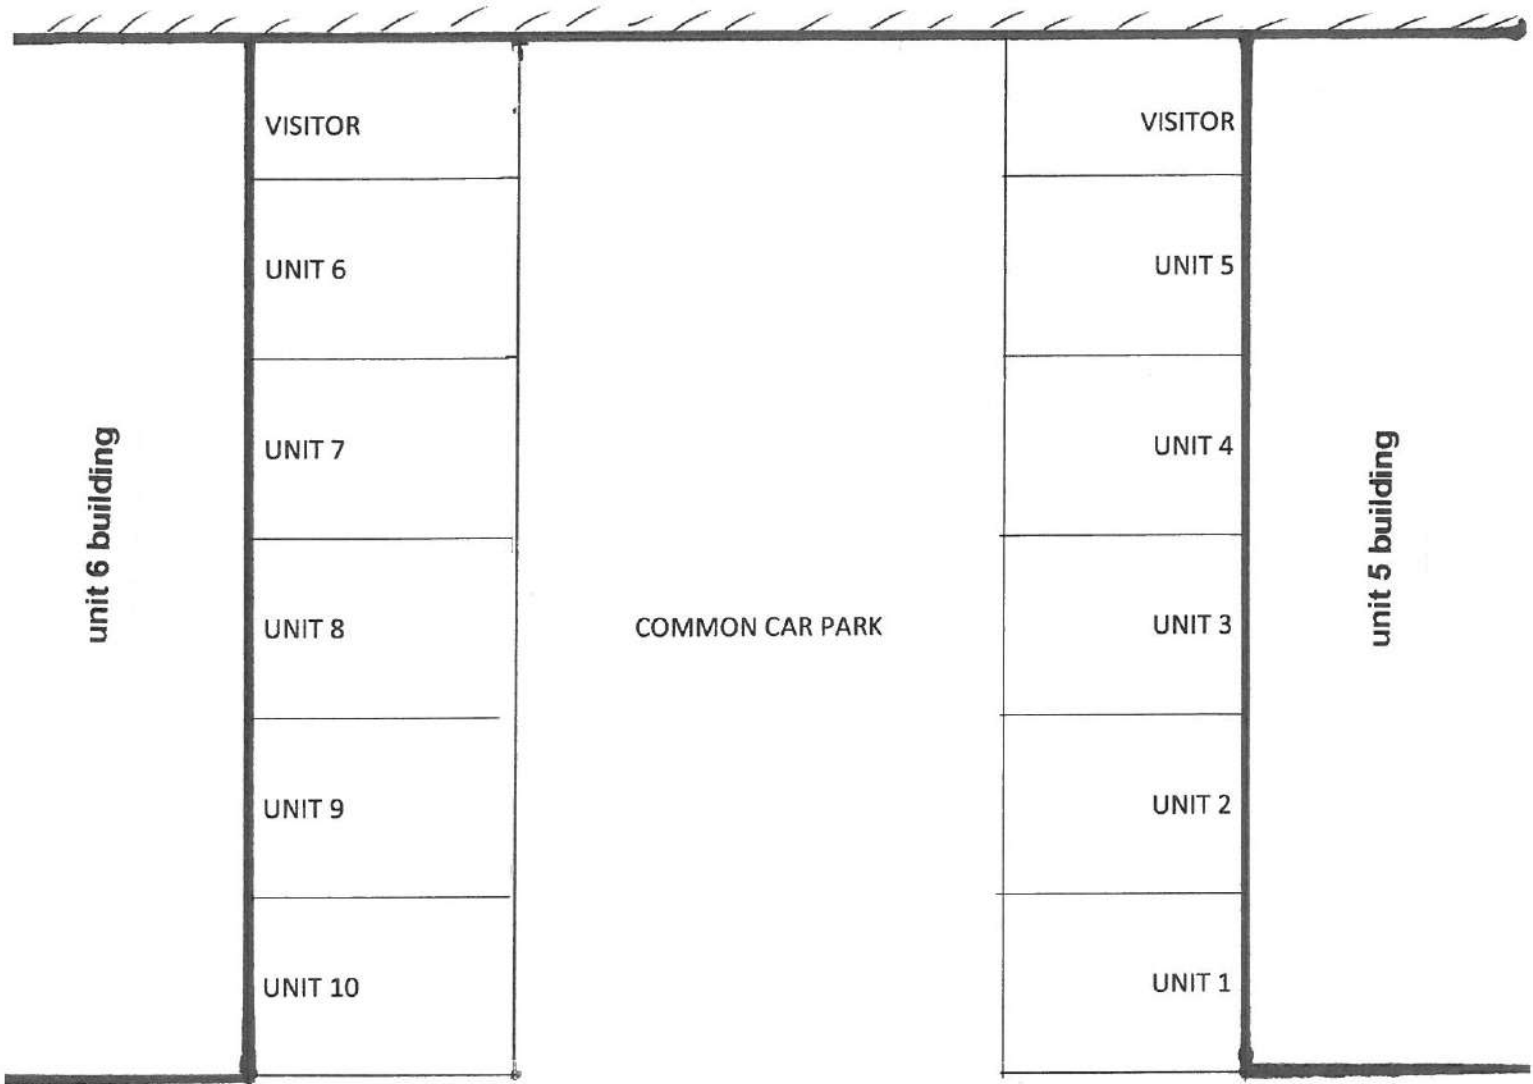 VISITOR
UNIT 6
UNIT 7
UNIT 8
UNIT 9
UNIT 10
unit 6 building
COMMON CAR PARK
VISITOR
UNIT 5
UNIT 4
UNIT 3
UNIT 2
UNIT 1
unit 5 building